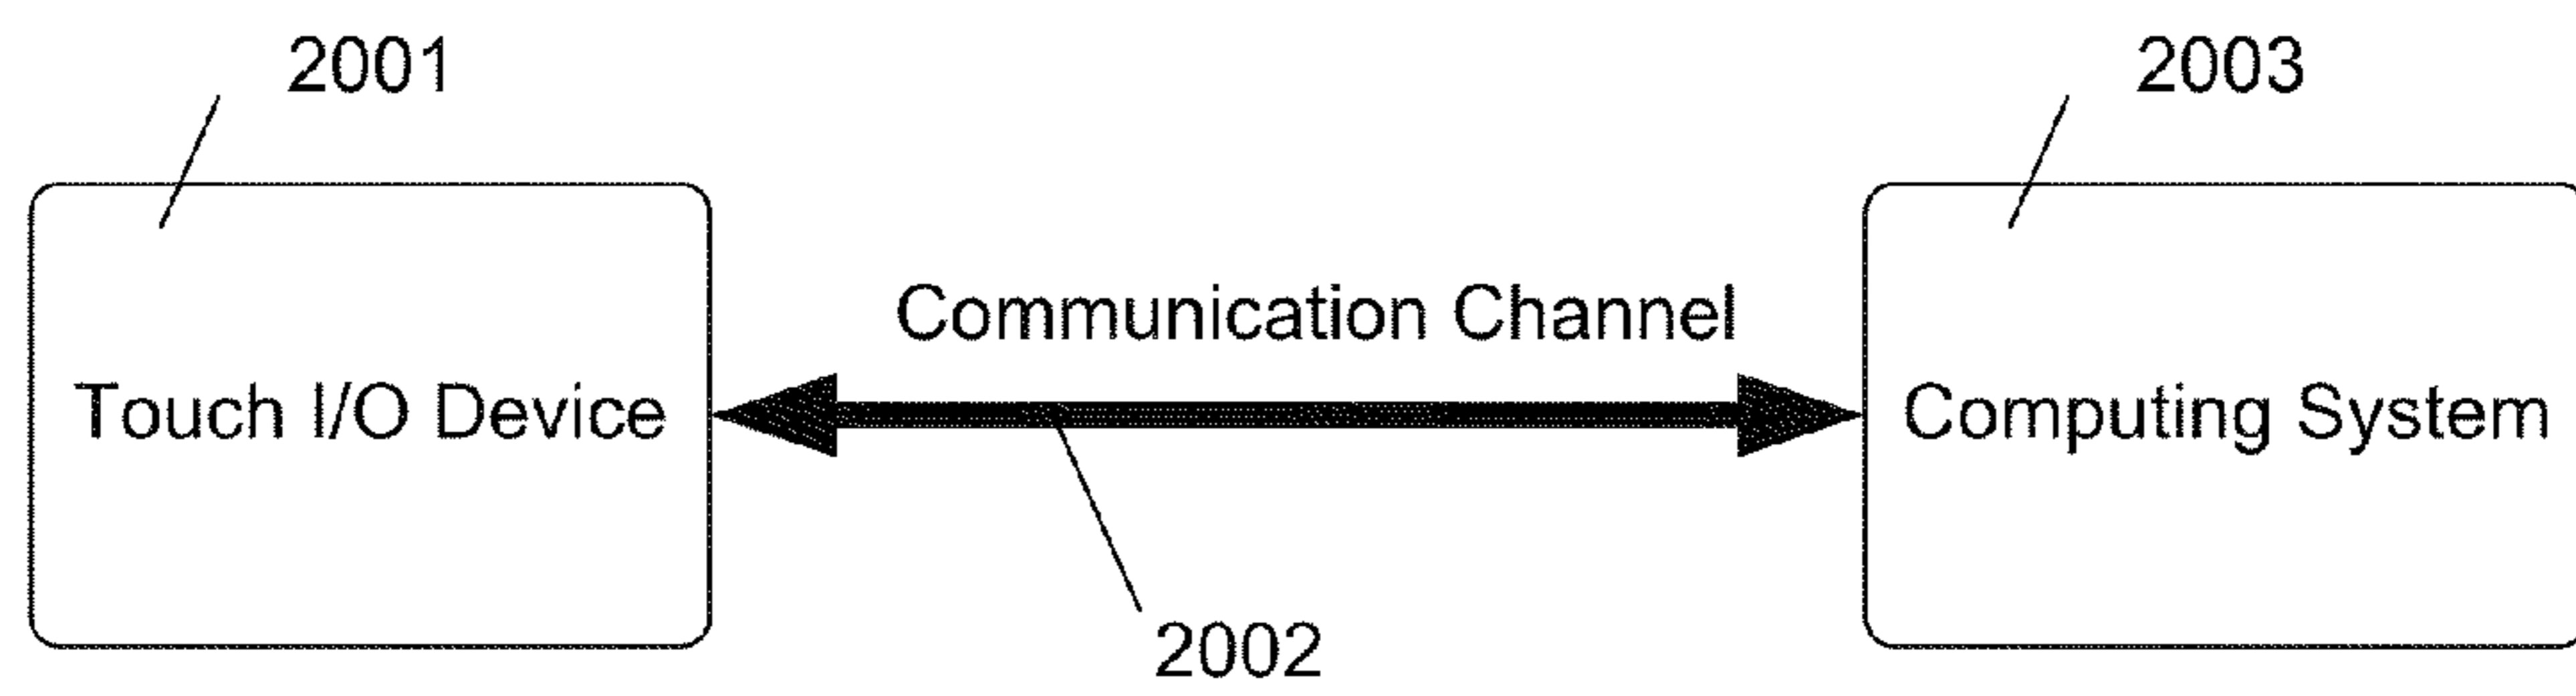 2001
2003
Communication Channel
Touch I/O Device
Computing System
2002